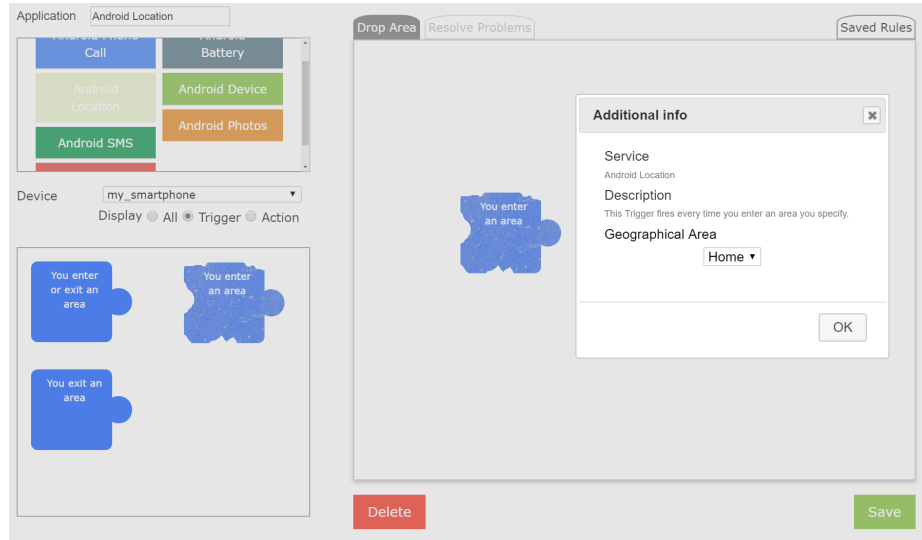 Application
Android Location
Android Phone
Call
Android
Battery
Android
Location
Android Device
Android Photos
Android SMS
Device
my_smartphone
Display All Trigger Action
You enter
or exit an
area
You enter
an area
You exit an
area
Drop Area
Resolve Problems
Saved Rules
You enter
an area
Additional info
Service
Android Location
Description
This Trigger fires every time you enter an area you specify.
Geographical Area
Home
OK
Delete
Save